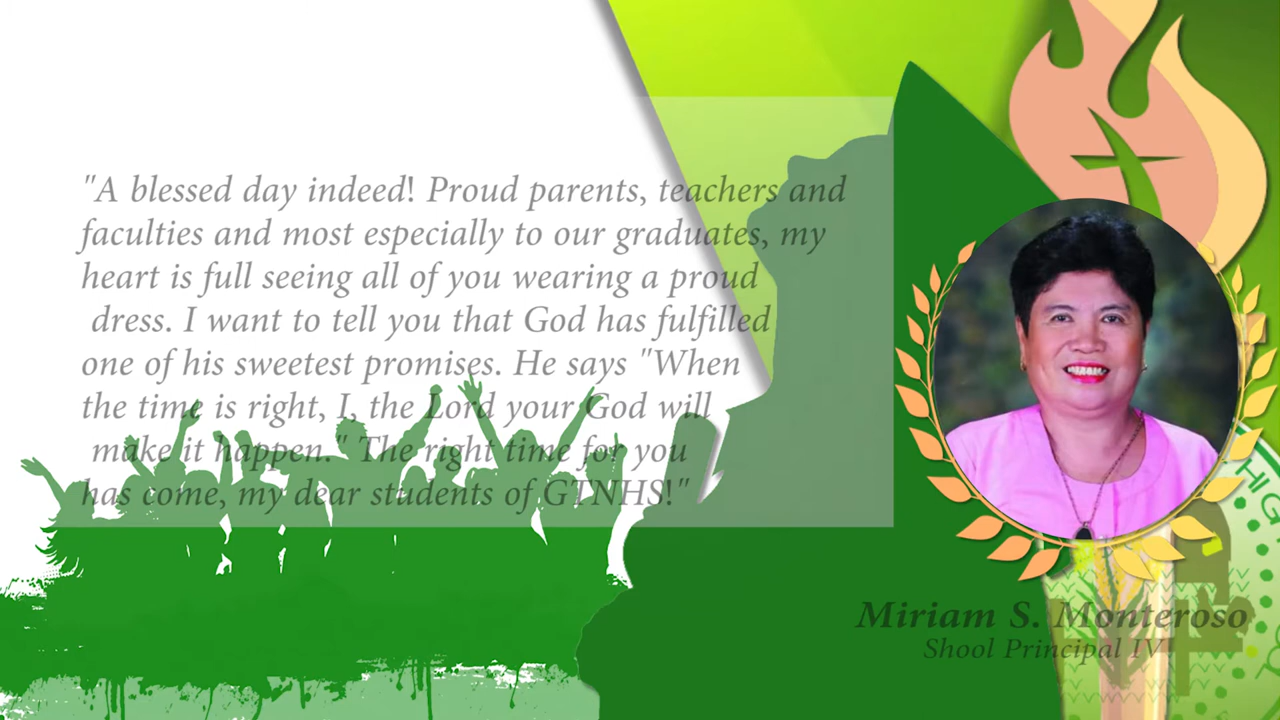 "A blessed day indeed! Proud parents, teachers and
faculties and most especially to our graduates, my
heart is full seeing all of you wearing a proud
dress. I want to tell you that God has fulfilled
one of his sweetest promises. He says "When
the time is right, I, the Lord your God will
make it happen." The right time for you
has come, my dear students of GTNHS!"
HIG
Miriam S. Monteroso
Shool Principal IV